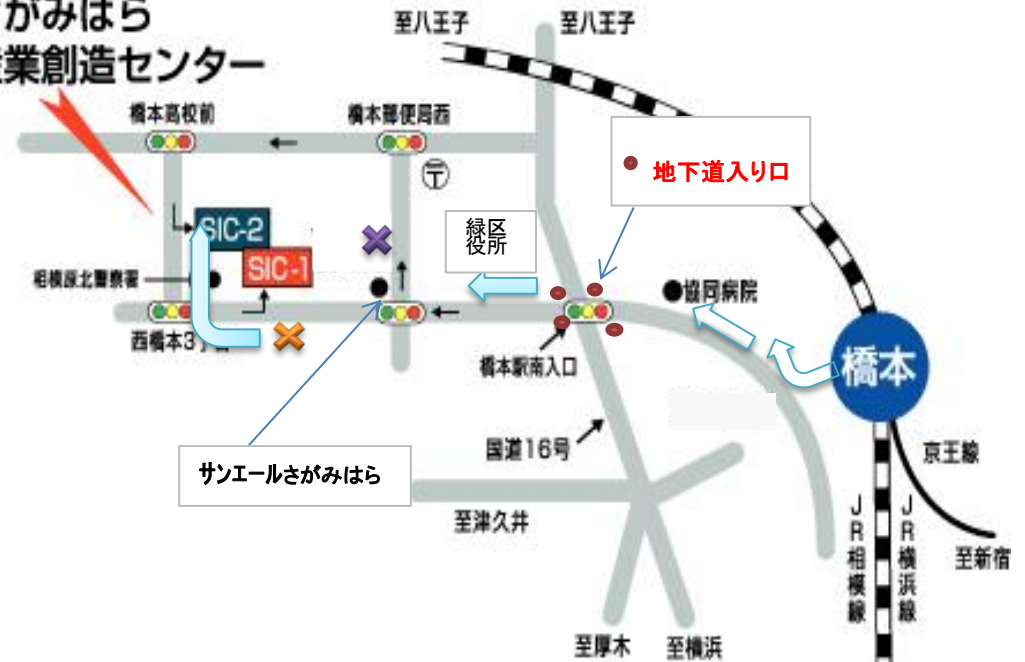 がみはら
業創造センター
至八王子
至八王子
橋本高校前
橋本郵便局西
〒
地下道入り口
SIC-2
緑区
役所
SIC-1
相模原北警察署
協同病院
西橋本3丁目
橋本駅南入口
橋本
サンエールさがみはら
国道16号
京王線
至津久井
JR相模線
JR横浜線
至新宿
至厚木
至横浜